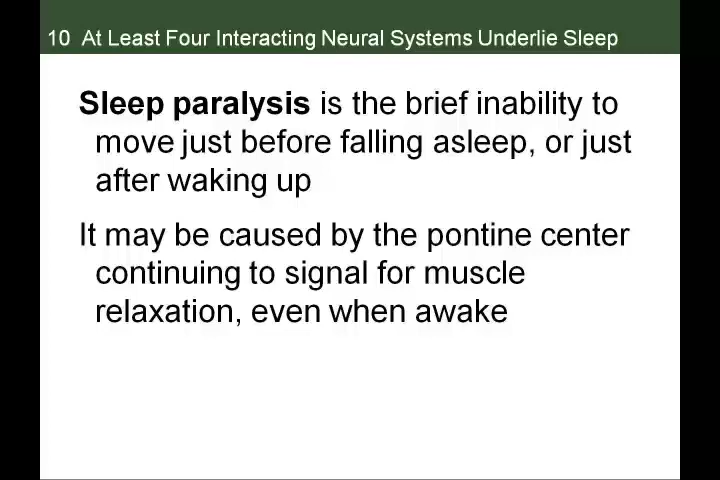 10 At Least Four Interacting Neural Systems Underlie Sleep
Sleep paralysis is the brief inability to
move just before falling asleep, or just
after waking up
It may be caused by the pontine center
continuing to signal for muscle
relaxation, even when awake